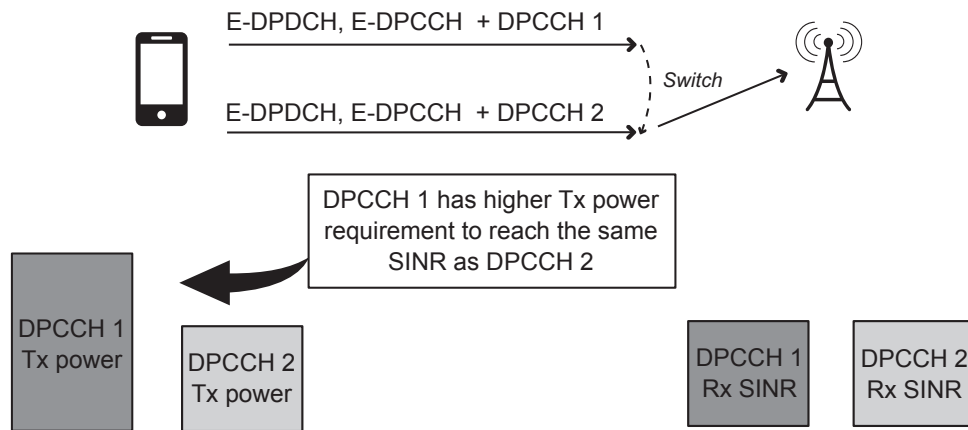 E-DPDCH, E-DPCCH + DPCCH 1
Switch
E-DPDCH, E-DPCCH + DPCCH 2
DPCCH 1 has higher Tx power
requirement to reach the same
SINR as DPCCH 2
DPCCH 1
Tx power
DPCCH 2
Tx power
DPCCH 1
Rx SINR
DPCCH 2
Rx SINR